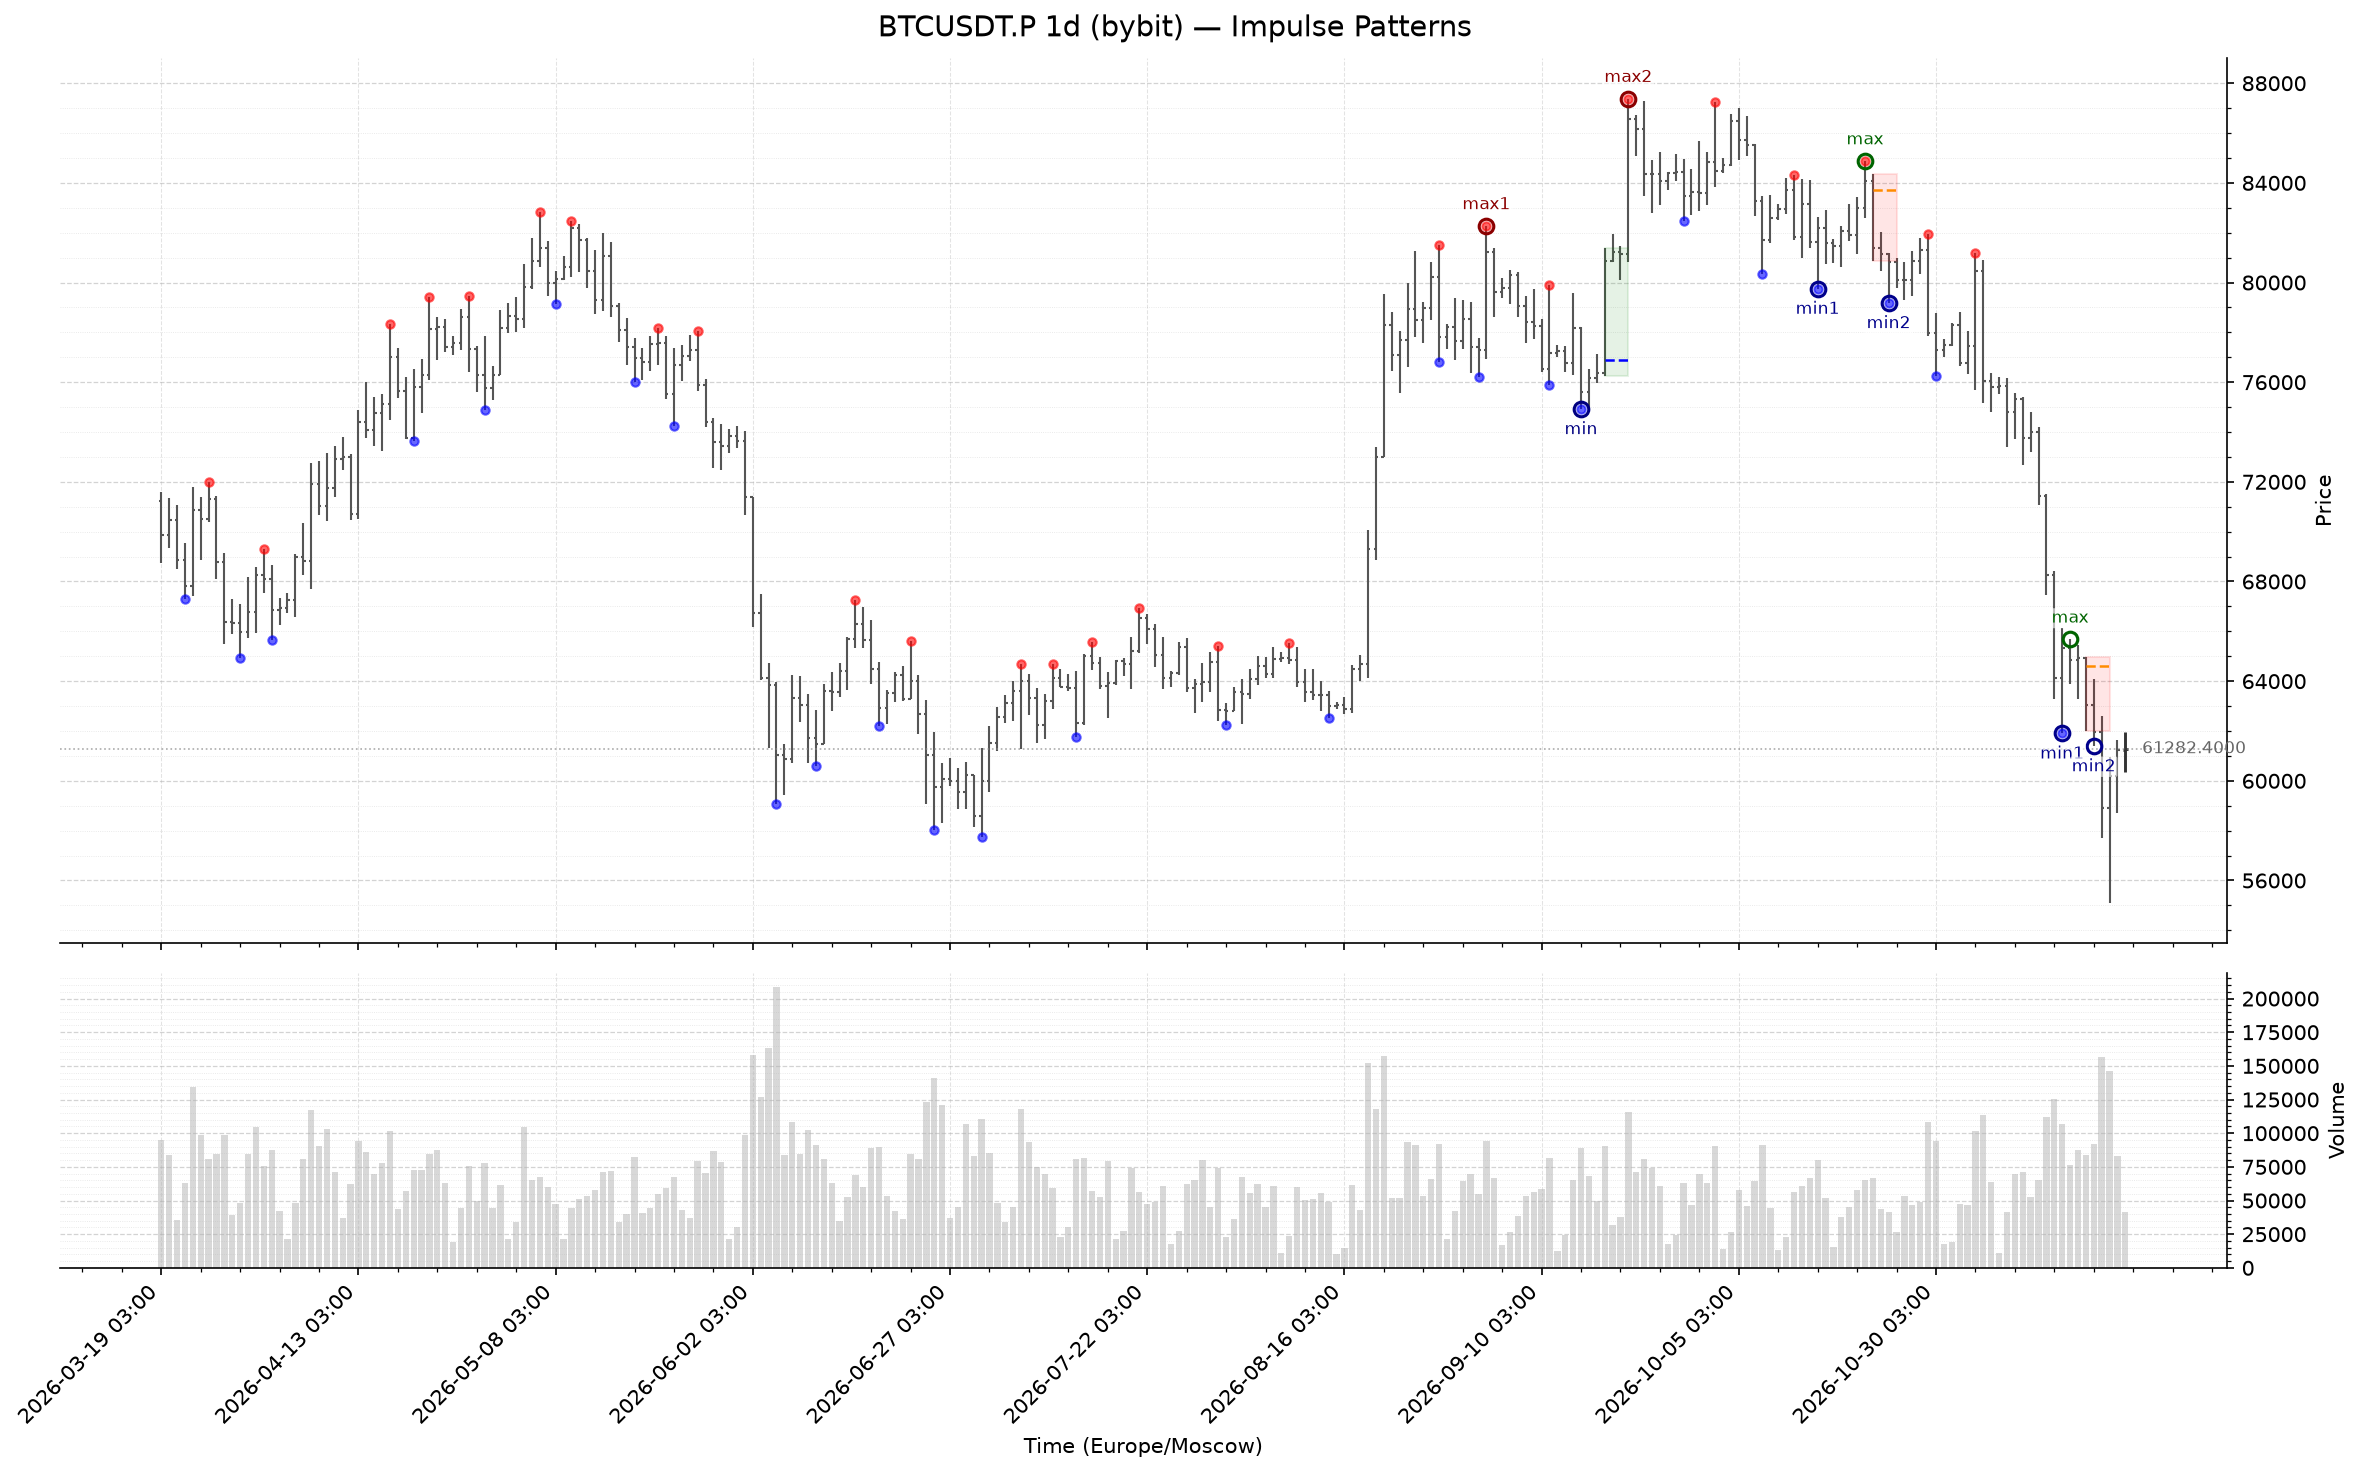 BTCUSDT.P 1d (bybit) — Impulse Patterns
max2
88000
max
84000
max1
80000
min1
min2
76000
min
72000
Price
68000
max
64000
min1
61282.4000
min2
60000
56000
200000
175000
150000
125000
100000
75000
50000
25000
0
Volume
2026-03-19 03:00
2026-04-13 03:00
2026-05-08 03:00
2026-06-02 03:00
2026-06-27 03:00
2026-07-22 03:00
2026-08-16 03:00
2026-09-10 03:00
2026-10-05 03:00
2026-10-30 03:00
Time (Europe/Moscow)